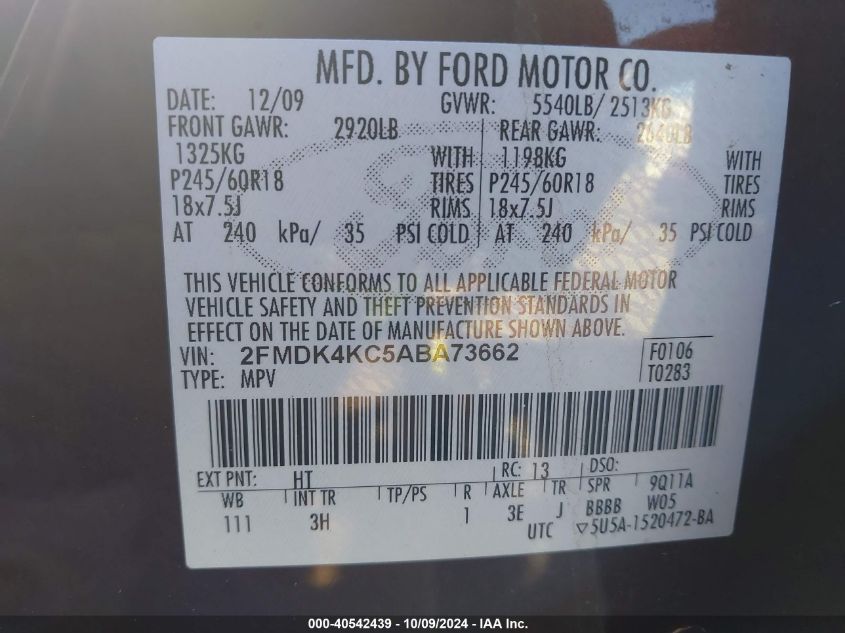 MFD. BY FORD MOTOR CO.
DATE: 12/09 GVWR: 5540LB/ 2513KG
FRONT GAWR: 2920LB REAR GAWR: 2640LB
1325KG WITH 1198KG WITH
P245/60R18 TIRES P245/60R18 TIRES
18x7.5J RIMS 18x7.5J RIMS
AT 240 kPa/ 35 PSI COLD AT 240 kPa/ 35 PSI COLD
THIS VEHICLE CONFORMS TO ALL APPLICABLE FEDERAL MOTOR
VEHICLE SAFETY AND THEFT PREVENTION STANDARDS IN
EFFECT ON THE DATE OF MANUFACTURE SHOWN ABOVE.
VIN: 2FMDK4KC5ABA73662 F0106
TYPE: MPV T0283
EXT PNT: HT RC: 13 DSO:
WB INT TR TP/PS R AXLE TR SPR 9Q11A
111 3H 1 3E J BBBB W05
UTC ▽5U5A-1520472-BA
000-40542439 - 10/09/2024 - IAA Inc.